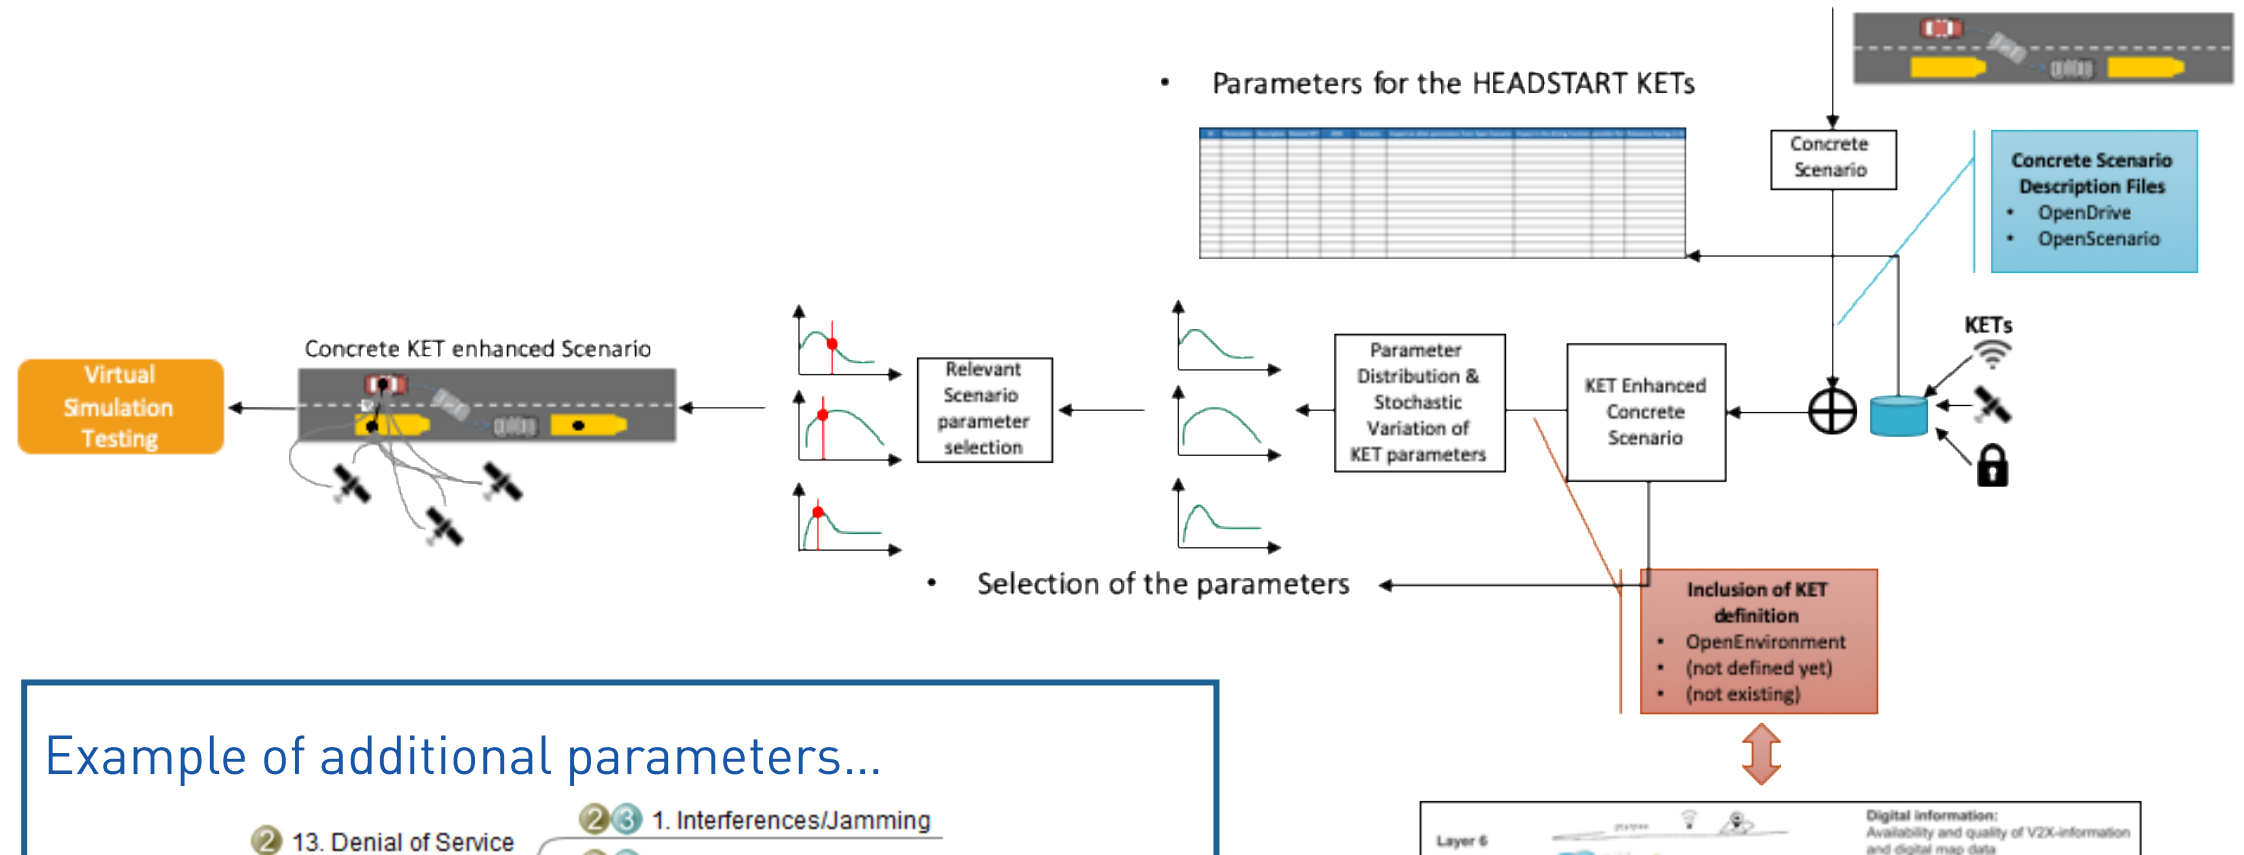 • Parameters for the HEADSTART KETs
Concrete
Scenario
Concrete Scenario
Description Files
• OpenDrive
• OpenScenario
KETs
Concrete KET enhanced Scenario
Virtual
Simulation
Testing
Relevant
Scenario
parameter
selection
Parameter
Distribution &
Stochastic
Variation of
KET parameters
KET Enhanced
Concrete
Scenario
• Selection of the parameters
Inclusion of KET
definition
• OpenEnvironment
• (not defined yet)
• (not existing)
Example of additional parameters...
2 3 1. Interferences/Jamming
2 13. Denial of Service
Layer 6
Digital information:
Availability and quality of V2X-information
and digital map data